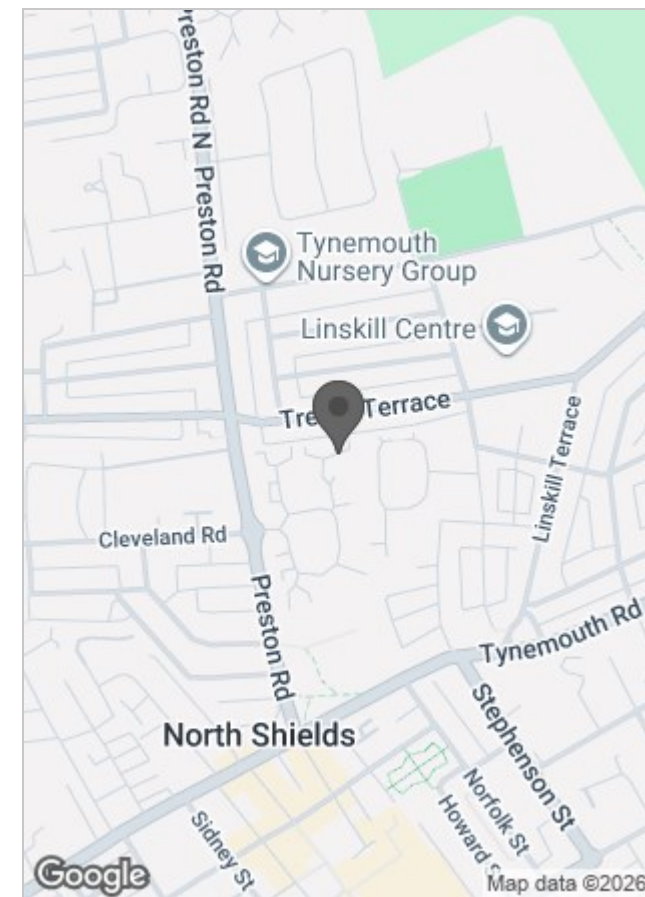 Preston Rd N
Preston Rd
Tynemouth
Nursery Group
Linskill Centre
Terrace
Linskill Terrace
Cleveland Rd
Preston Rd
Tynemouth Rd
North Shields
Stephenson St
Norfolk St
Howard
Sidney St
Google
Map data ©2026